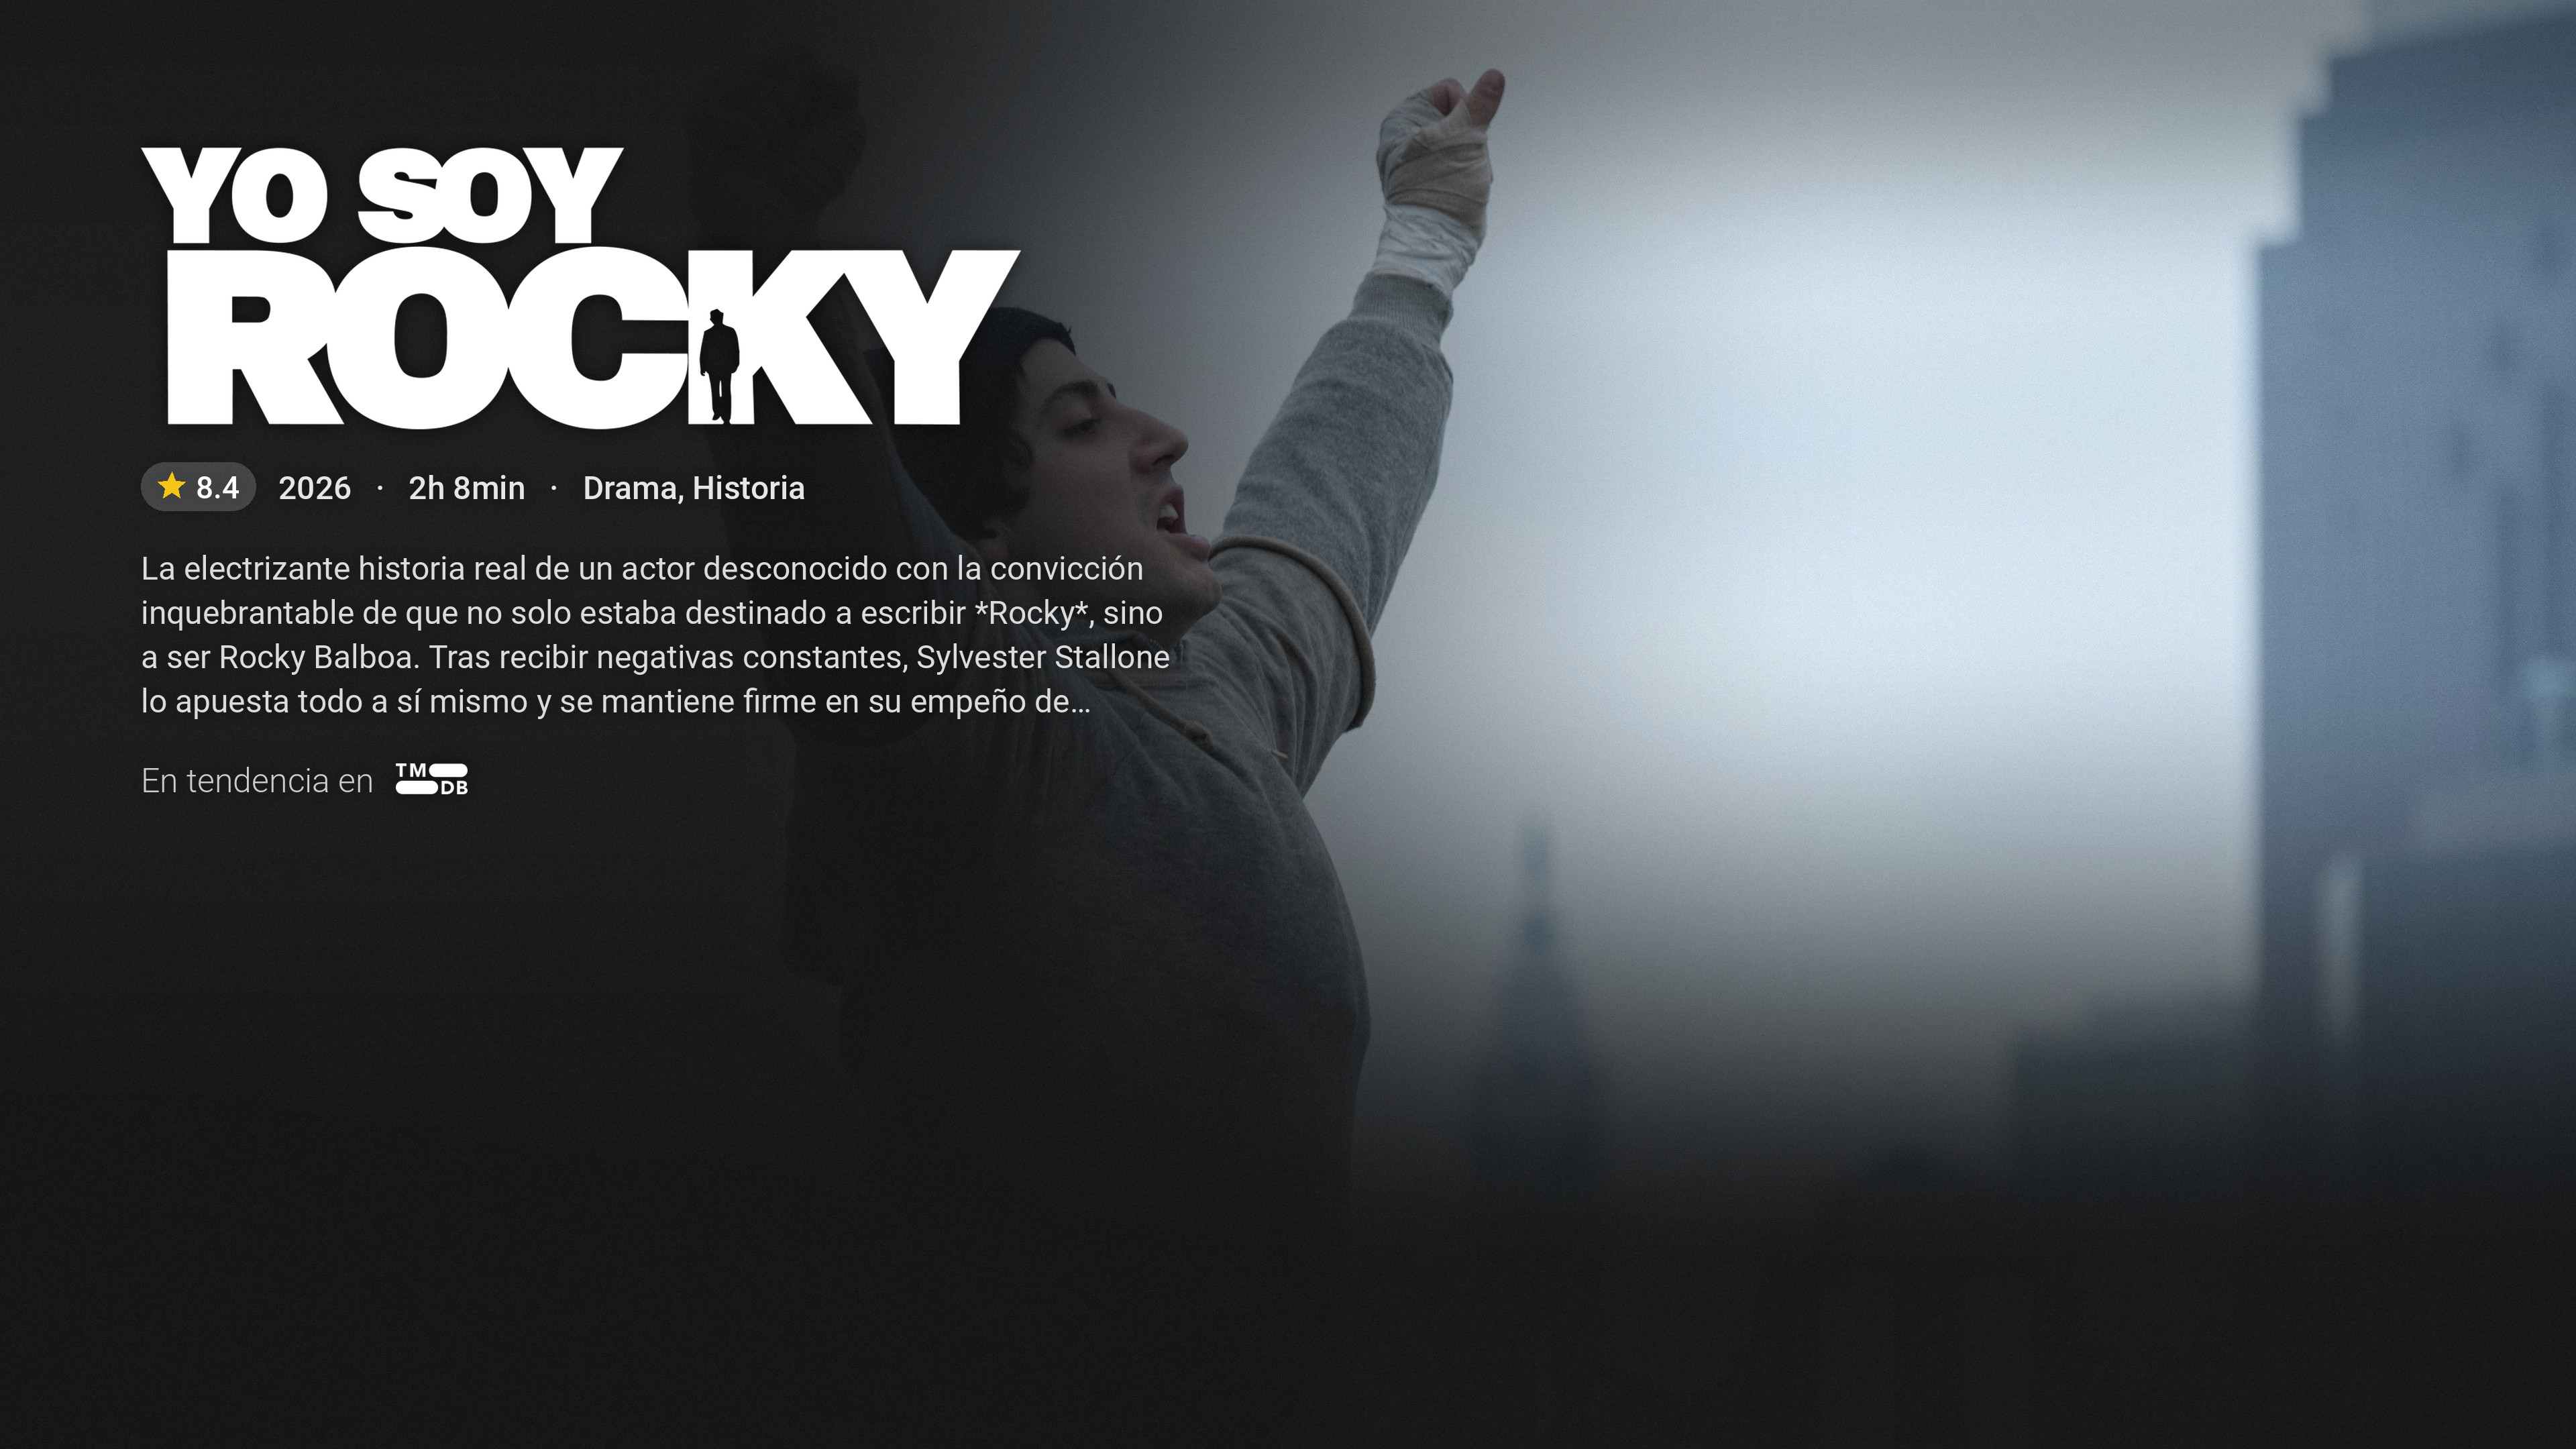 YO SOY
ROCKY
8.4 2026 · 2h 8min · Drama, Historia
La electrizante historia real de un actor desconocido con la convicción
inquebrantable de que no solo estaba destinado a escribir *Rocky*, sino
a ser Rocky Balboa. Tras recibir negativas constantes, Sylvester Stallone
lo apuesta todo a sí mismo y se mantiene firme en su empeño de…
En tendencia en TMDB